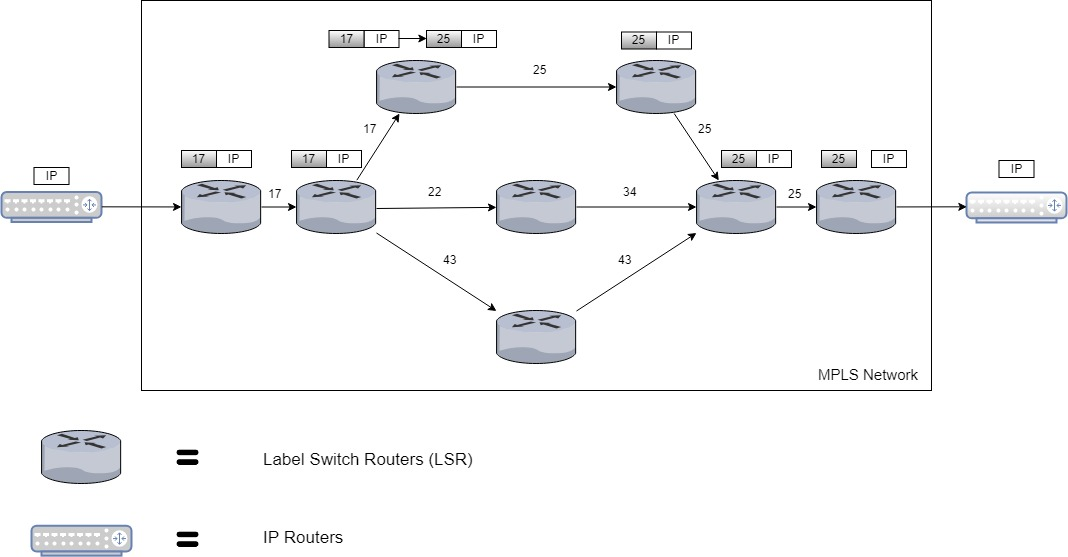 17 IP 25 IP
25 IP
25
17
25
IP
17 IP
17 IP
25 IP
25 IP
IP
17
22
34
25
43
43
MPLS Network
Label Switch Routers (LSR)
IP Routers